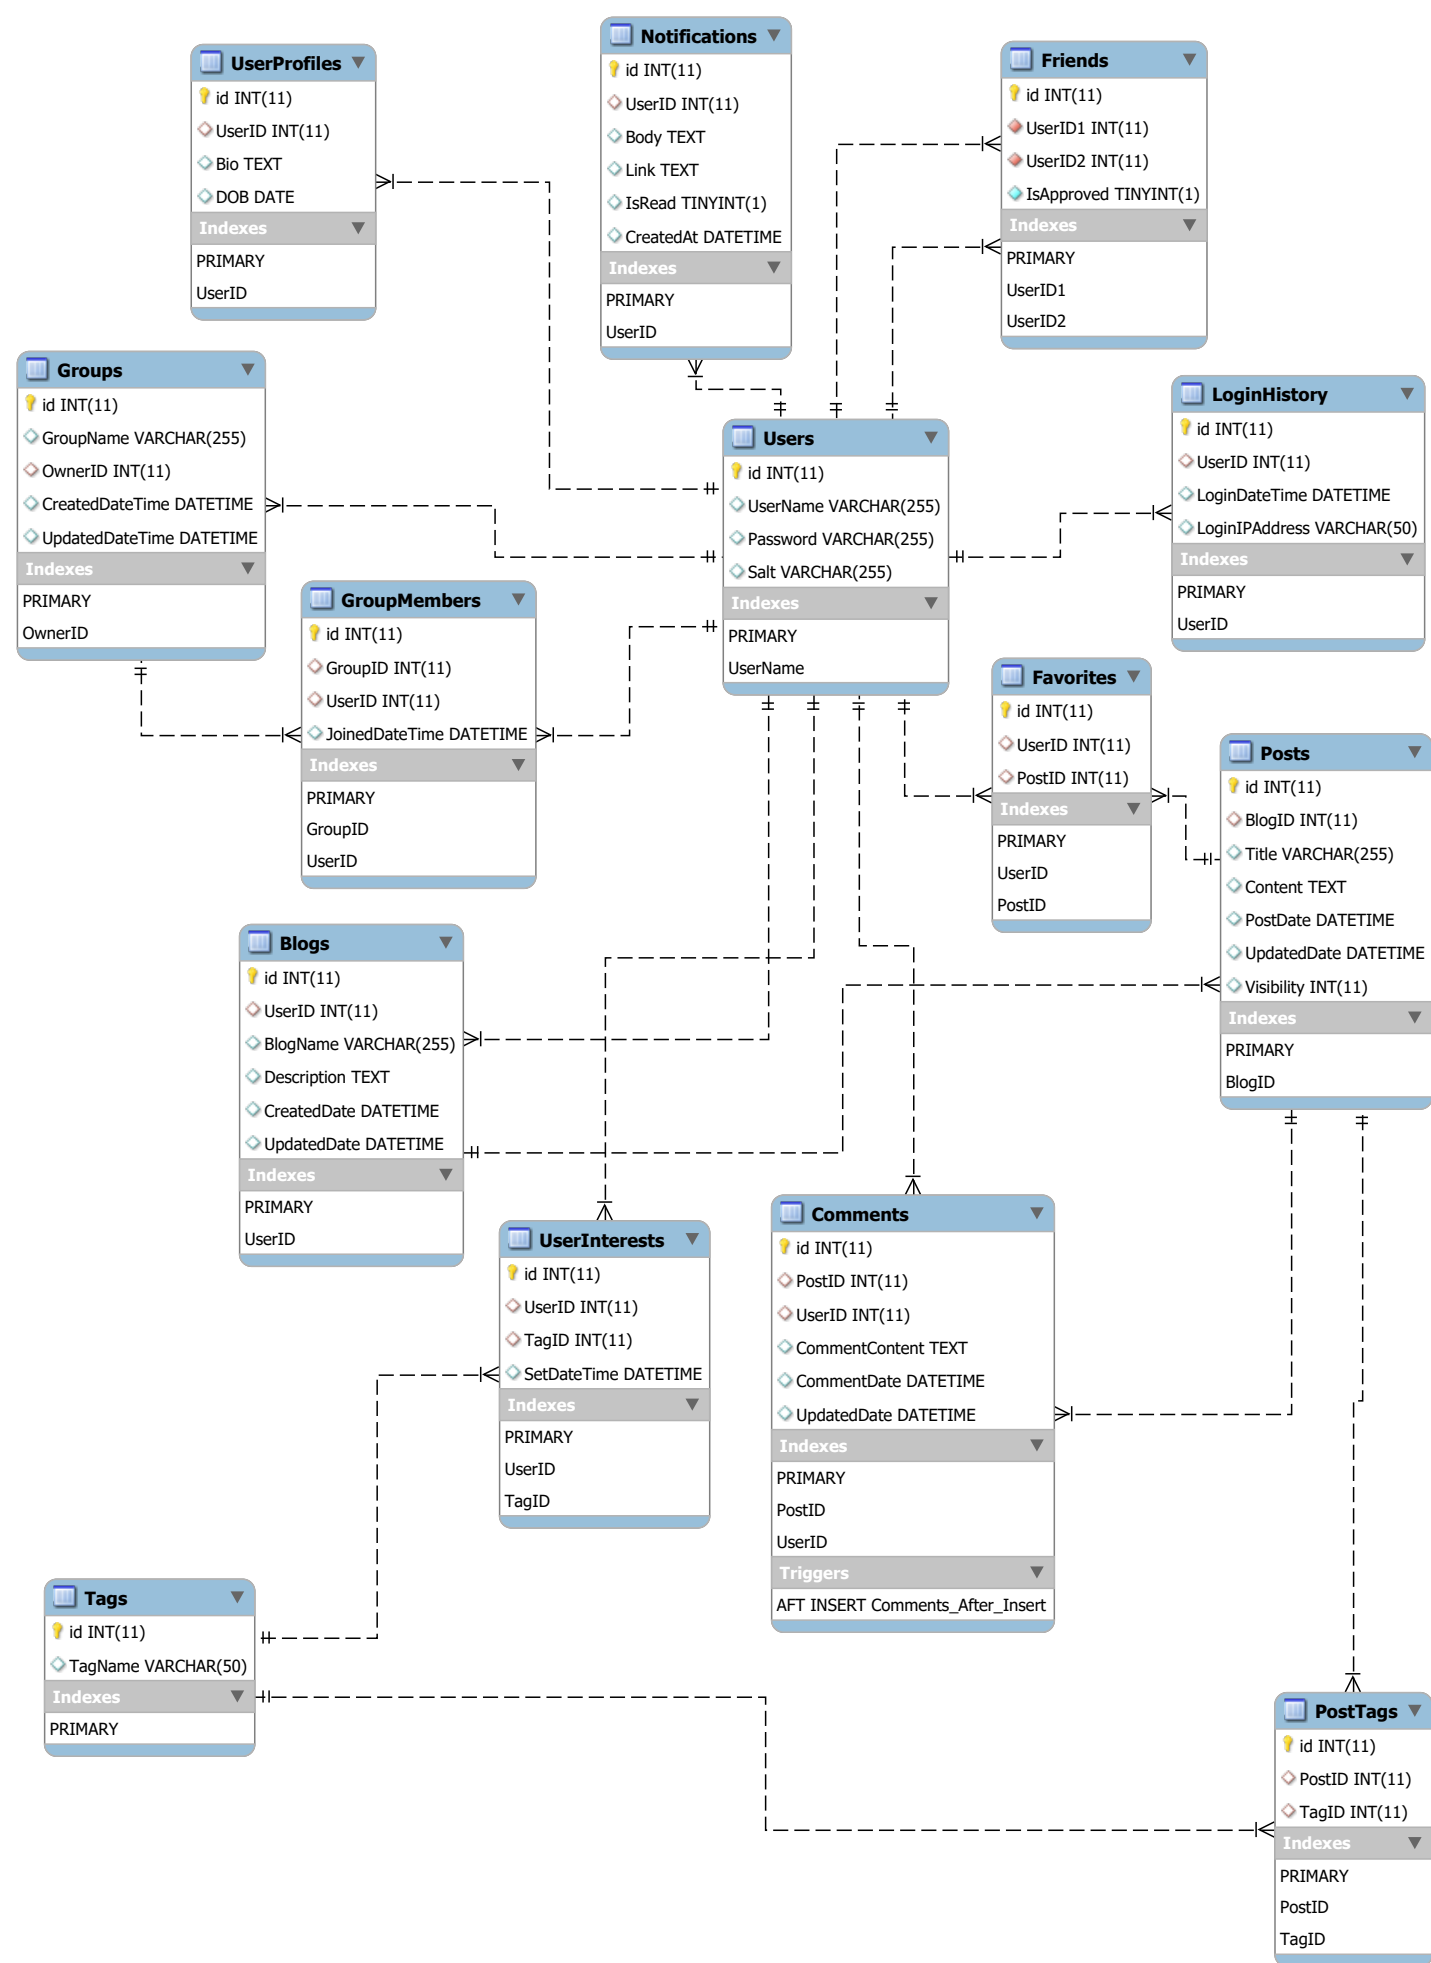 UserProfiles
id INT(11)
UserID INT(11)
Bio TEXT
DOB DATE
Indexes
PRIMARY
UserID
Notifications
id INT(11)
UserID INT(11)
Body TEXT
Link TEXT
IsRead TINYINT(1)
CreatedAt DATETIME
Indexes
PRIMARY
UserID
Friends
id INT(11)
UserID1 INT(11)
UserID2 INT(11)
IsApproved TINYINT(1)
Indexes
PRIMARY
UserID1
UserID2
Groups
id INT(11)
GroupName VARCHAR(255)
OwnerID INT(11)
CreatedDateTime DATETIME
UpdatedDateTime DATETIME
Indexes
PRIMARY
OwnerID
Users
id INT(11)
UserName VARCHAR(255)
Password VARCHAR(255)
Salt VARCHAR(255)
Indexes
PRIMARY
UserName
LoginHistory
id INT(11)
UserID INT(11)
LoginDateTime DATETIME
LoginIPAddress VARCHAR(50)
Indexes
PRIMARY
UserID
GroupMembers
id INT(11)
GroupID INT(11)
UserID INT(11)
JoinedDateTime DATETIME
Indexes
PRIMARY
GroupID
UserID
Favorites
id INT(11)
UserID INT(11)
PostID INT(11)
Indexes
PRIMARY
UserID
PostID
Posts
id INT(11)
BlogID INT(11)
Title VARCHAR(255)
Content TEXT
PostDate DATETIME
UpdatedDate DATETIME
Visibility INT(11)
Indexes
PRIMARY
BlogID
Blogs
id INT(11)
UserID INT(11)
BlogName VARCHAR(255)
Description TEXT
CreatedDate DATETIME
UpdatedDate DATETIME
Indexes
PRIMARY
UserID
UserInterests
id INT(11)
UserID INT(11)
TagID INT(11)
SetDateTime DATETIME
Indexes
PRIMARY
UserID
TagID
Comments
id INT(11)
PostID INT(11)
UserID INT(11)
CommentContent TEXT
CommentDate DATETIME
UpdatedDate DATETIME
Indexes
PRIMARY
PostID
UserID
Triggers
AFT INSERT Comments_After_Insert
Tags
id INT(11)
TagName VARCHAR(50)
Indexes
PRIMARY
PostTags
id INT(11)
PostID INT(11)
TagID INT(11)
Indexes
PRIMARY
PostID
TagID